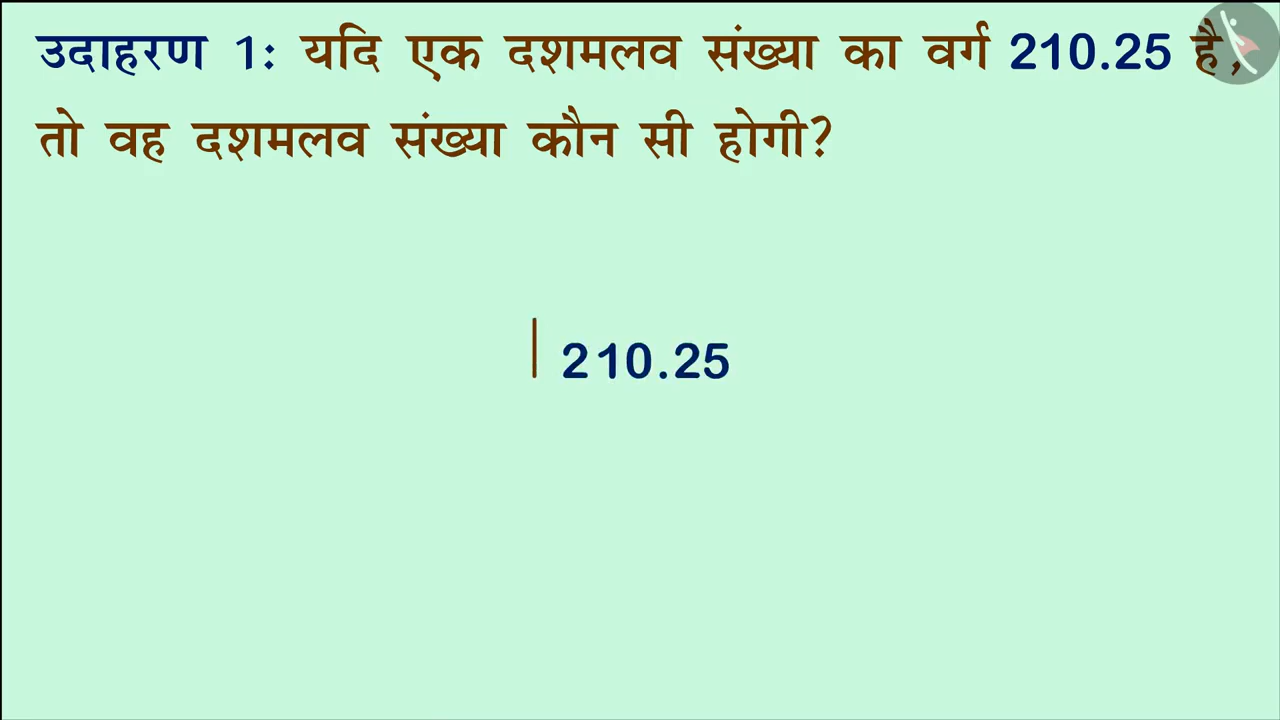 उदाहरण 1: यदि एक दशमलव संख्या का वर्ग 210.25 है,
तो वह दशमलव संख्या कौन सी होगी?
210.25